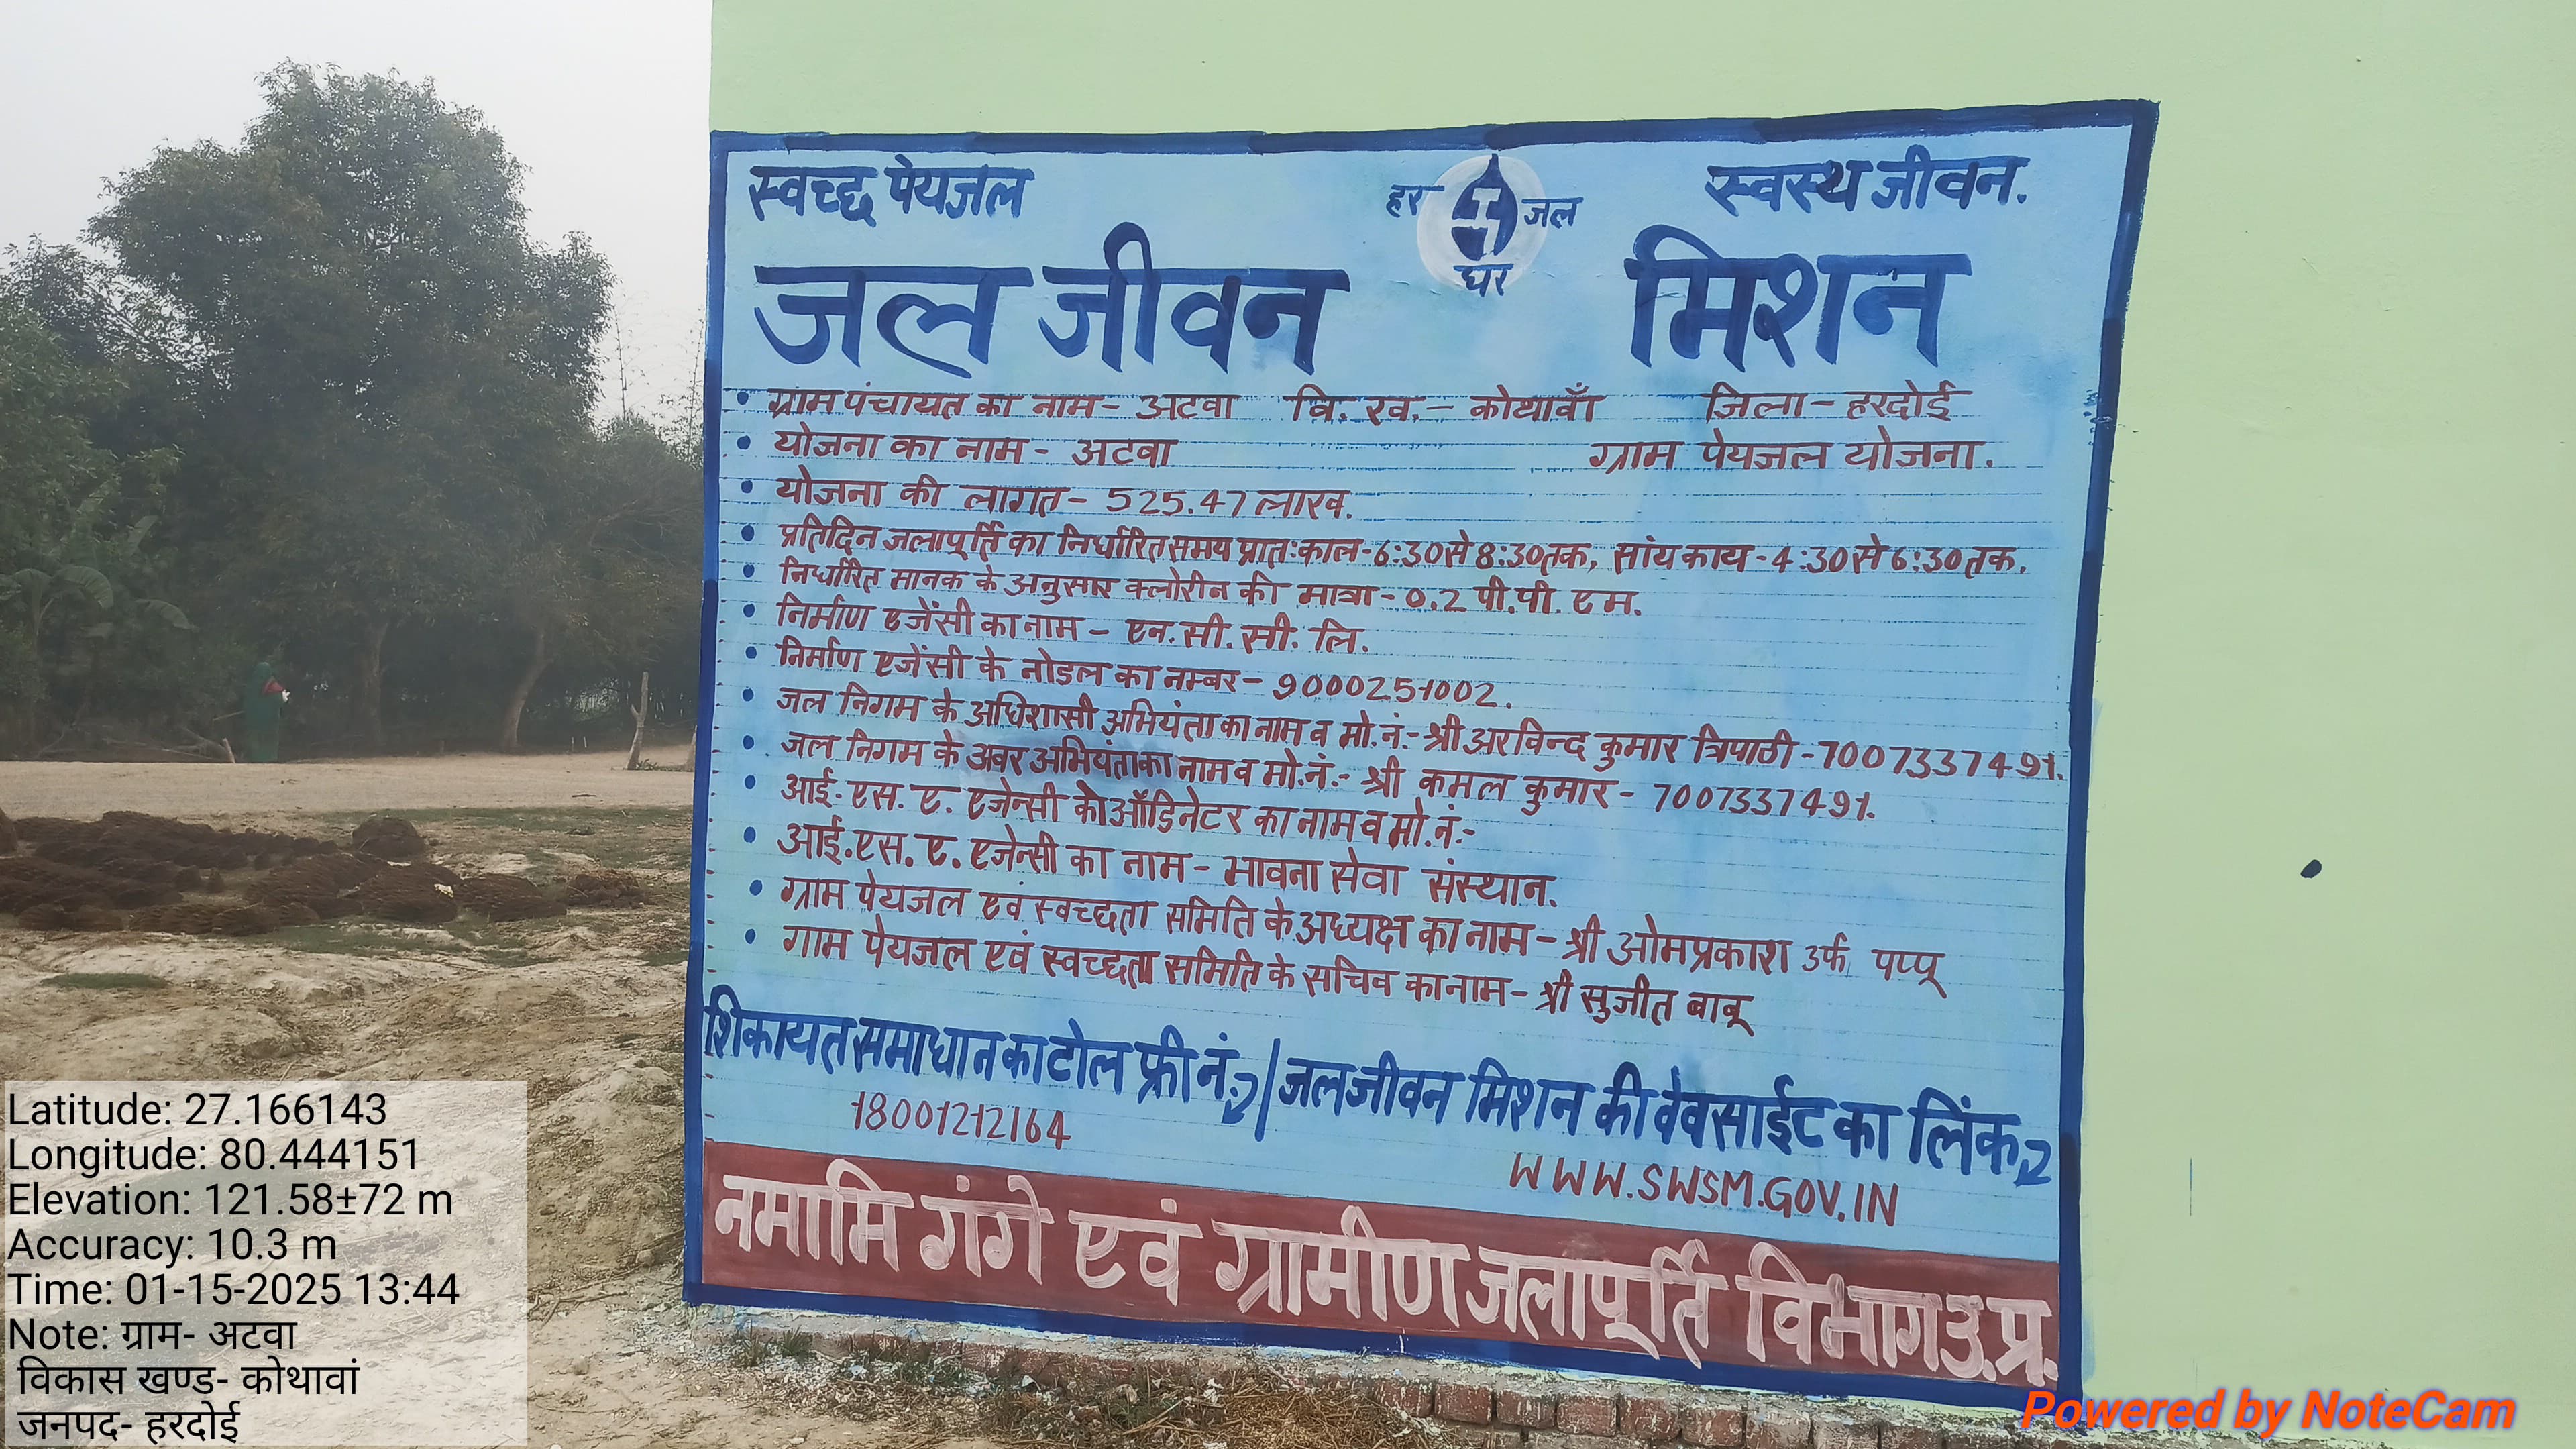 स्वच्छ पेयजल
हर घर जल
स्वस्थ जीवन.
जल जीवन मिशन
• ग्राम पंचायत का नाम- अटवा वि. ख.- कोथावाँ जिला- हरदोई
• योजना का नाम- अटवा ग्राम पेयजल योजना.
• योजना की लागत- 525.47 लाख.
• प्रतिदिन जलापूर्ति का निर्धारित समय प्रात:काल-6:30से 8:30तक, सांय काय-4:30से 6:30तक.
• निर्धारित मानक के अनुसार क्लोरीन की मात्रा- 0.2 पी.पी. एम.
• निर्माण एजेंसी का नाम- एन. सी. सी. लि.
• निर्माण एजेंसी के नोडल का नम्बर- 9000251002.
• जल निगम के अधिशासी अभियंता का नाम व मो.नं:- श्री अरविन्द कुमार त्रिपाठी-7007337491.
• जल निगम के अवर अभियंता का नाम व मो.नं:- श्री कमल कुमार- 7007337491.
• आई. एस. ए. एजेन्सी कोऑडिनेटर का नाम व मो.नं:-
• आई.एस. ए. एजेन्सी का नाम- भावना सेवा संस्थान.
• ग्राम पेयजल एवं स्वच्छता समिति के अध्यक्ष का नाम- श्री ओमप्रकाश उर्फ पप्पू
• गाम पेयजल एवं स्वच्छता समिति के सचिव का नाम- श्री सुजीत बाबू
शिकायत समाधान का टोल फ्री नं. / जल जीवन मिशन की वेवसाईट का लिंक
18001212164
WWW.SWSM.GOV.IN
नमामि गंगे एवं ग्रामीण जलापूर्ति विभाग उ.प्र.
Latitude: 27.166143
Longitude: 80.444151
Elevation: 121.58±72 m
Accuracy: 10.3 m
Time: 01-15-2025 13:44
Note: ग्राम- अटवा
विकास खण्ड- कोथावां
जनपद- हरदोई
Powered by NoteCam